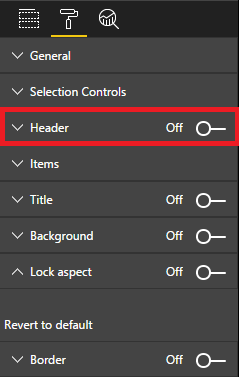 General
Selection Controls
Header Off
Items
Title Off
Background Off
Lock aspect Off
Revert to default
Border Off